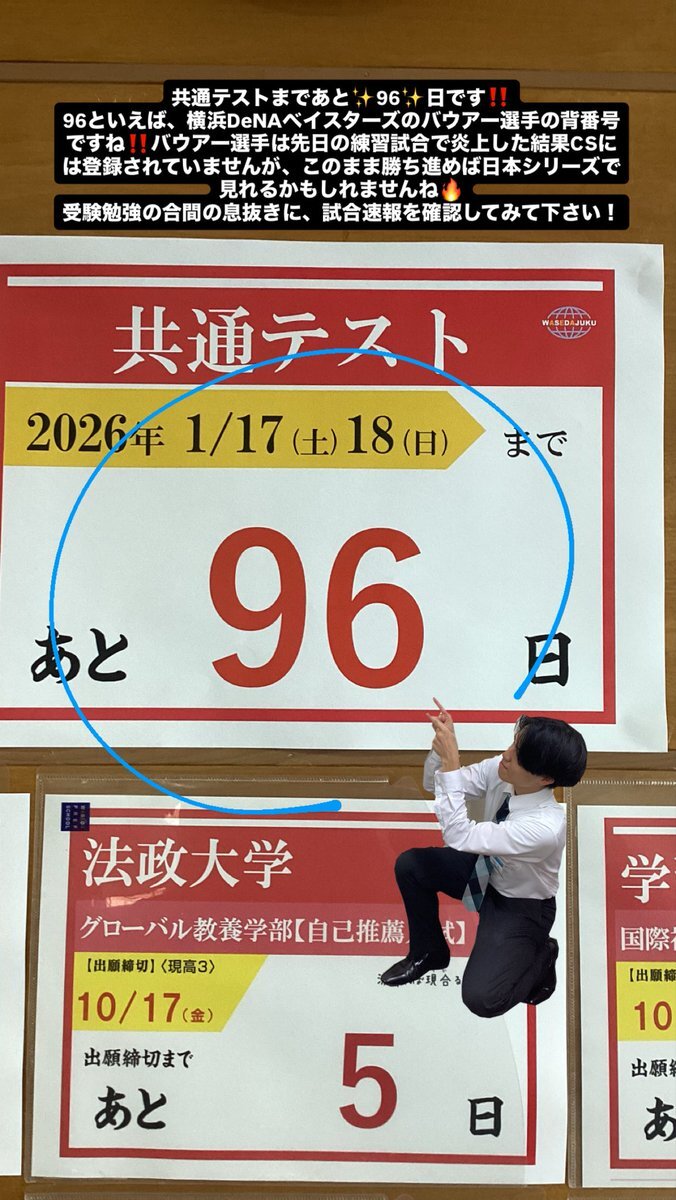 共通テストまであと✨96✨日です‼️
96といえば、横浜DeNAベイスターズのバウアー選手の背番号
ですね‼️バウアー選手は先日の練習試合で炎上した結果CSに
は登録されていませんが、このまま勝ち進めば日本シリーズで
見れるかもしれませんね🔥
受験勉強の合間の息抜きに、試合速報を確認してみて下さい！
WASEDAJUKU
共通テスト
2026年 1/17(土)18(日) まで
あと 96 日
法政大学
グローバル教養学部【自己推薦
【出願締切】〈現高3〉
10/17(金)
出願締切まで
あと 5 日
学
国際
【出願
10
出願
あ